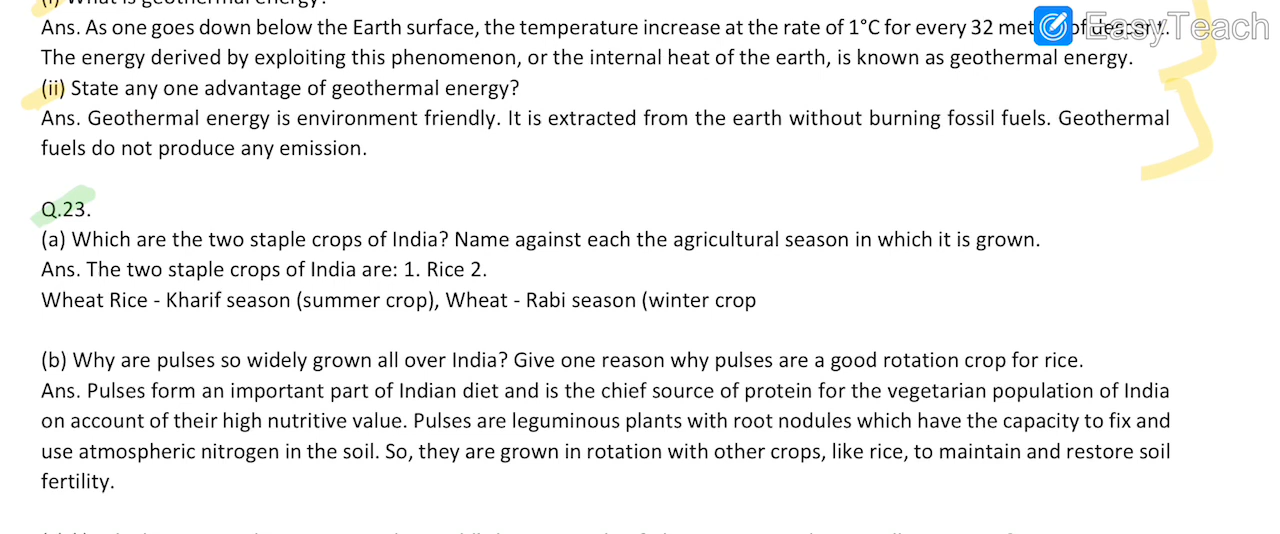 (i) What is geothermal energy?
Ans. As one goes down below the Earth surface, the temperature increase at the rate of 1°C for every 32 met of descent.
EasyTeach
The energy derived by exploiting this phenomenon, or the internal heat of the earth, is known as geothermal energy.
(ii) State any one advantage of geothermal energy?
Ans. Geothermal energy is environment friendly. It is extracted from the earth without burning fossil fuels. Geothermal
fuels do not produce any emission.
Q.23.
(a) Which are the two staple crops of India? Name against each the agricultural season in which it is grown.
Ans. The two staple crops of India are: 1. Rice 2.
Wheat Rice - Kharif season (summer crop), Wheat - Rabi season (winter crop
(b) Why are pulses so widely grown all over India? Give one reason why pulses are a good rotation crop for rice.
Ans. Pulses form an important part of Indian diet and is the chief source of protein for the vegetarian population of India
on account of their high nutritive value. Pulses are leguminous plants with root nodules which have the capacity to fix and
use atmospheric nitrogen in the soil. So, they are grown in rotation with other crops, like rice, to maintain and restore soil
fertility.